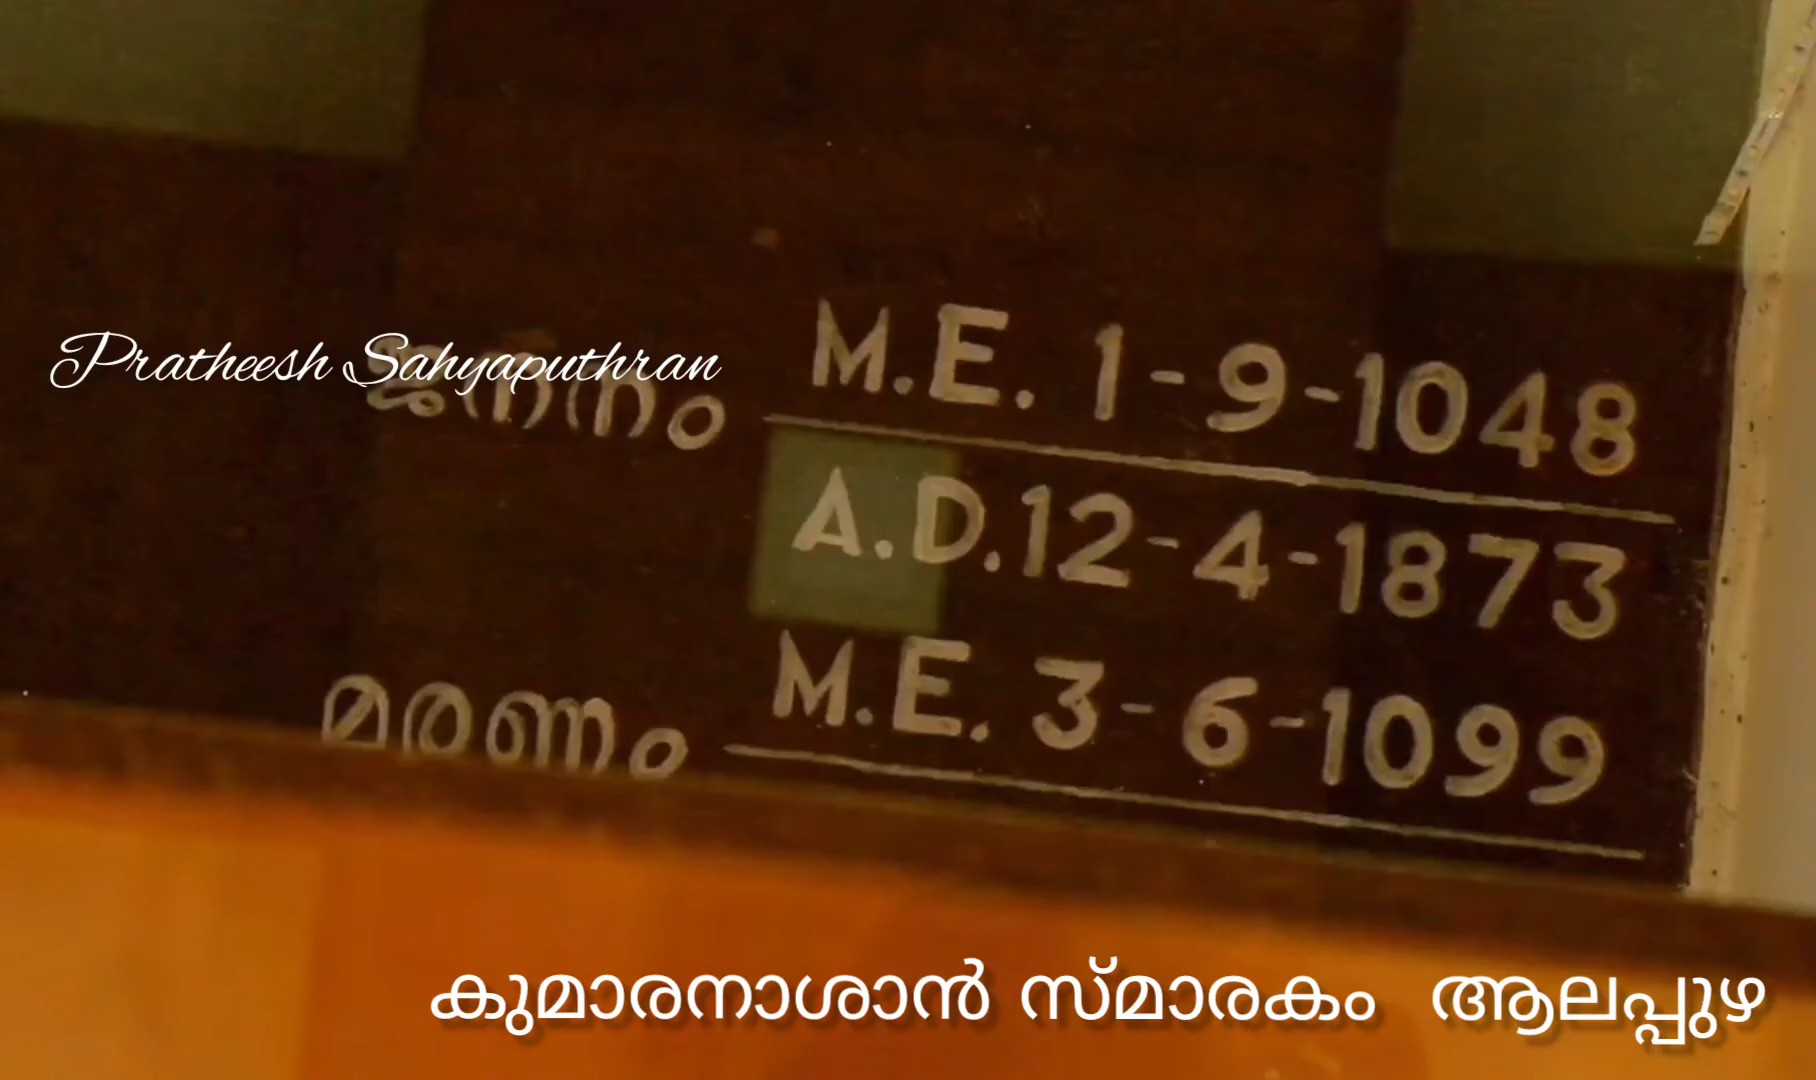 Pratheesh Sahyaputhran
ജനനം M.E. 1-9-1048
A.D. 12-4-1873
മരണം M.E. 3-6-1099
കുമാരനാശാൻ സ്മാരകം ആലപ്പുഴ